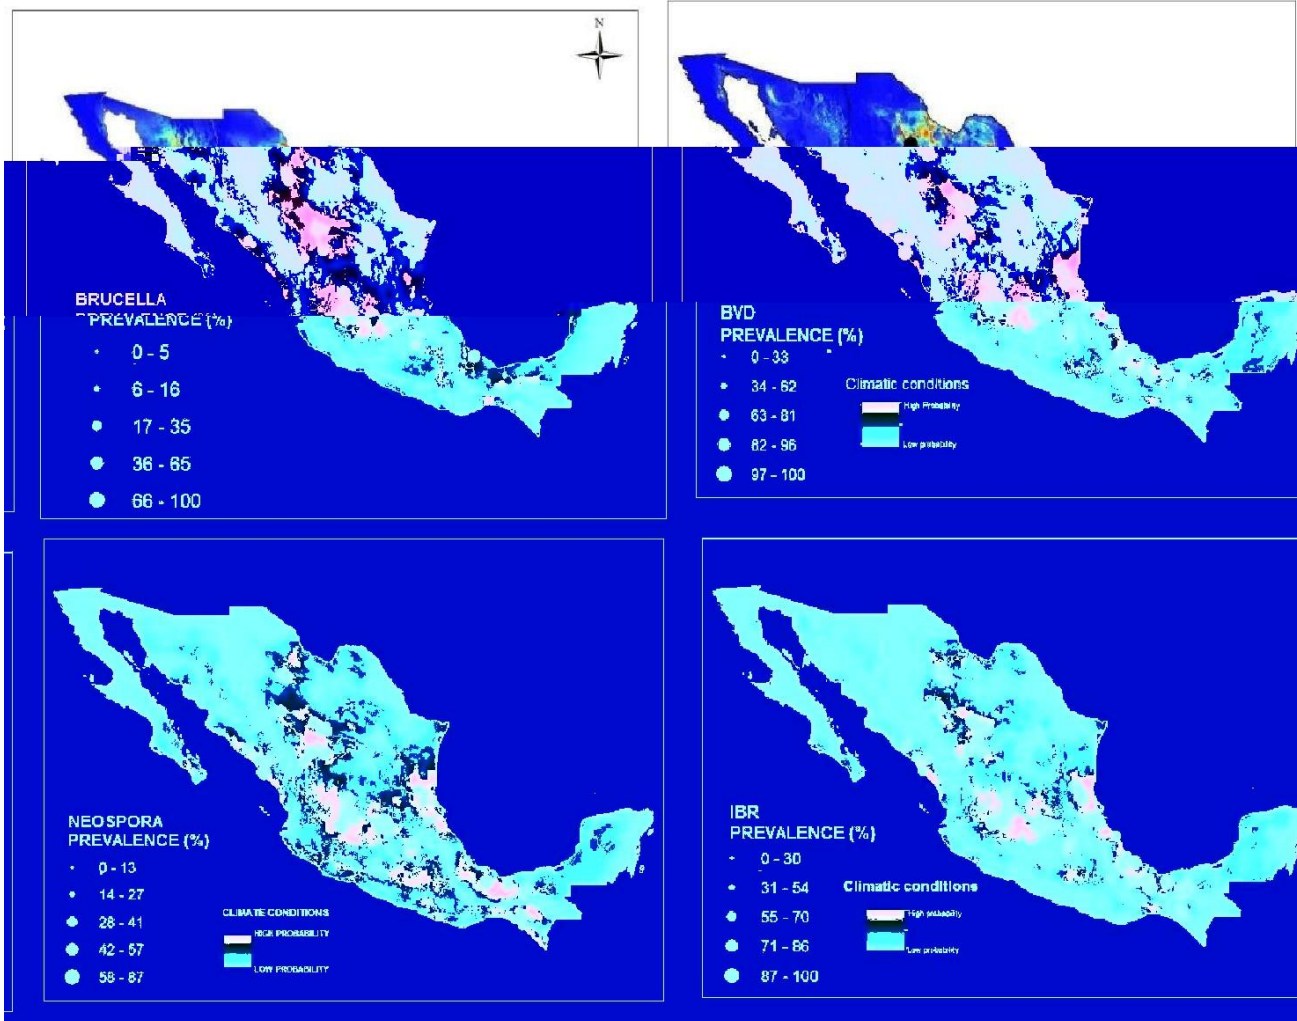 N
BRUCELLA
PREVALENCE (%)
0 - 5
6 - 16
17 - 35
36 - 65
66 - 100
BVD
PREVALENCE (%)
0 - 33
34 - 62
63 - 81
82 - 96
97 - 100
Climatic conditions
High Probability
Low probability
NEOSPORA
PREVALENCE (%)
0 - 13
14 - 27
28 - 41
42 - 57
58 - 87
CLIMATE CONDITIONS
HIGH PROBABILITY
LOW PROBABILITY
IBR
PREVALENCE (%)
0 - 30
31 - 54
55 - 70
71 - 86
87 - 100
Climatic conditions
High probability
Low probability